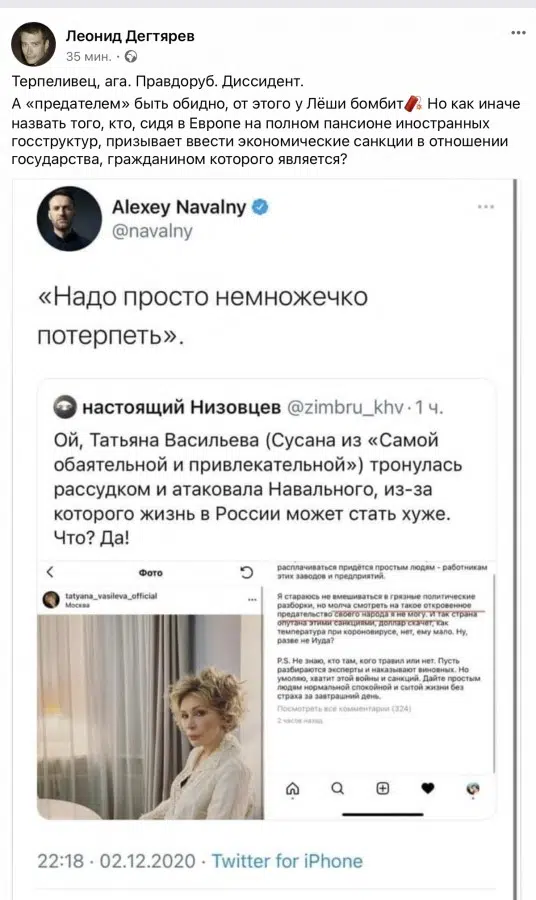 Леонид Дегтярев
35 мин. ·
Терпеливец, ага. Правдоруб. Диссидент.
А «предателем» быть обидно, от этого у Лёши бомбит🧨 Но как иначе
назвать того, кто, сидя в Европе на полном пансионе иностранных
госструктур, призывает ввести экономические санкции в отношении
государства, гражданином которого является?
Alexey Navalny
@navalny
«Надо просто немножечко
потерпеть».
настоящий Низовцев @zimbru_khv · 1 ч.
Ой, Татьяна Васильева (Сусана из «Самой
обаятельной и привлекательной») тронулась
рассудком и атаковала Навального, из-за
которого жизнь в России может стать хуже.
Что? Да!
Фото
tatyana_vasileva_official
Москва
расплачиваться придётся простым людям - работникам
этих заводов и предприятий.
Я стараюсь не вмешиваться в грязные политические
разборки, но молча смотреть на такое откровенное
предательство своего народа я не могу. И так страна
опутана этими санкциями, доллар скачет, как
температура при короновирусе, нет, ему мало. Ну,
разве не Иуда?
P.S. Не знаю, кто там, кого травил или нет. Пусть
разбираются эксперты и наказывают виновных. Но
умоляю, хватит этой войны и санкций. Дайте простым
людям нормальной спокойной и сытой жизни без
страха за завтрашний день.
Посмотреть все комментарии (324)
2 часов назад
22:18 · 02.12.2020 · Twitter for iPhone